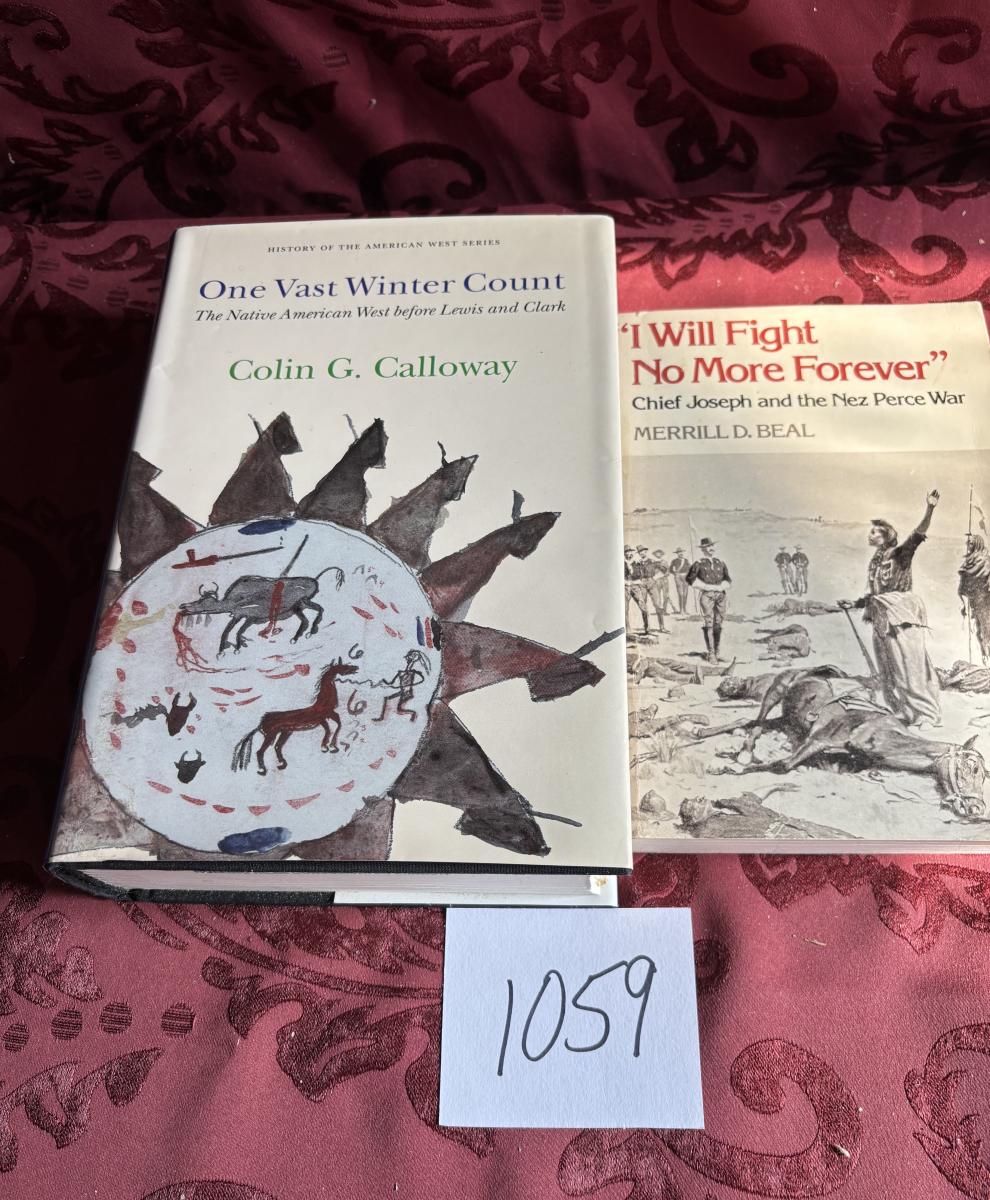 HISTORY OF THE AMERICAN WEST SERIES
One Vast Winter Count
The Native American West before Lewis and Clark
Colin G. Calloway
"I Will Fight
No More Forever"
Chief Joseph and the Nez Perce War
MERRILL D. BEAL
1059